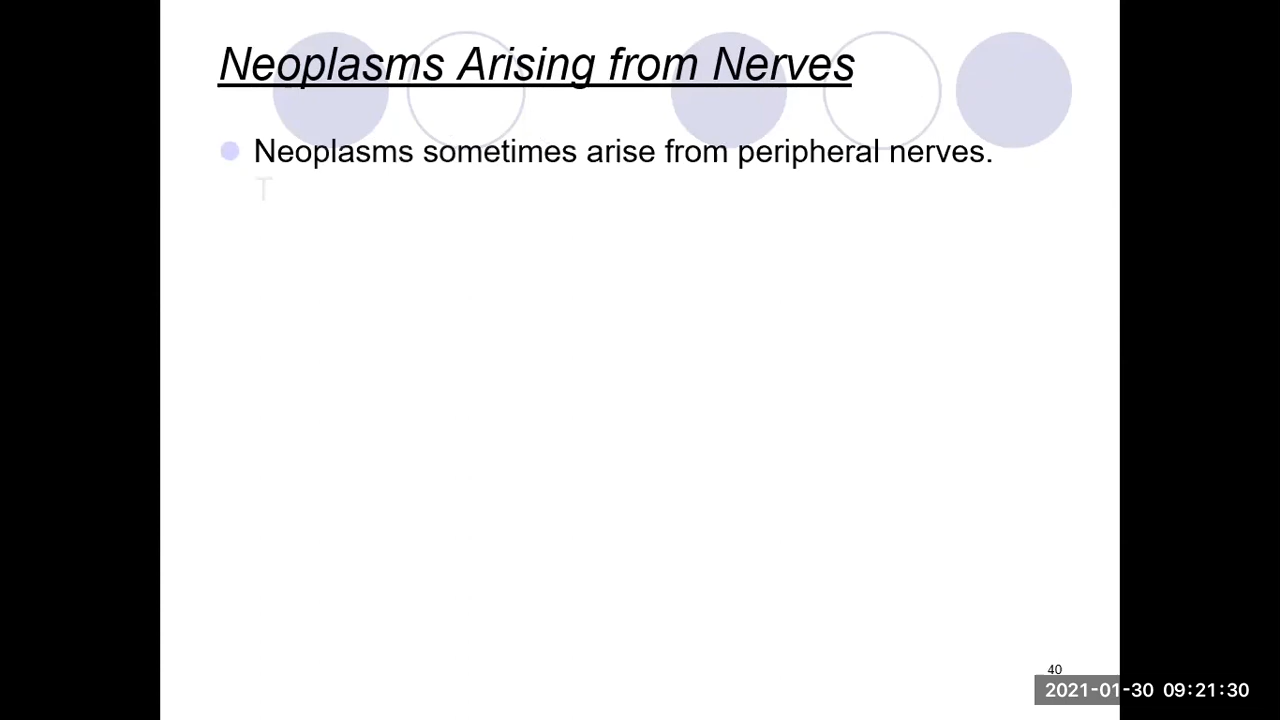 Neoplasms Arising from Nerves
Neoplasms sometimes arise from peripheral nerves.
T
40
2021-01-30 09:21:30